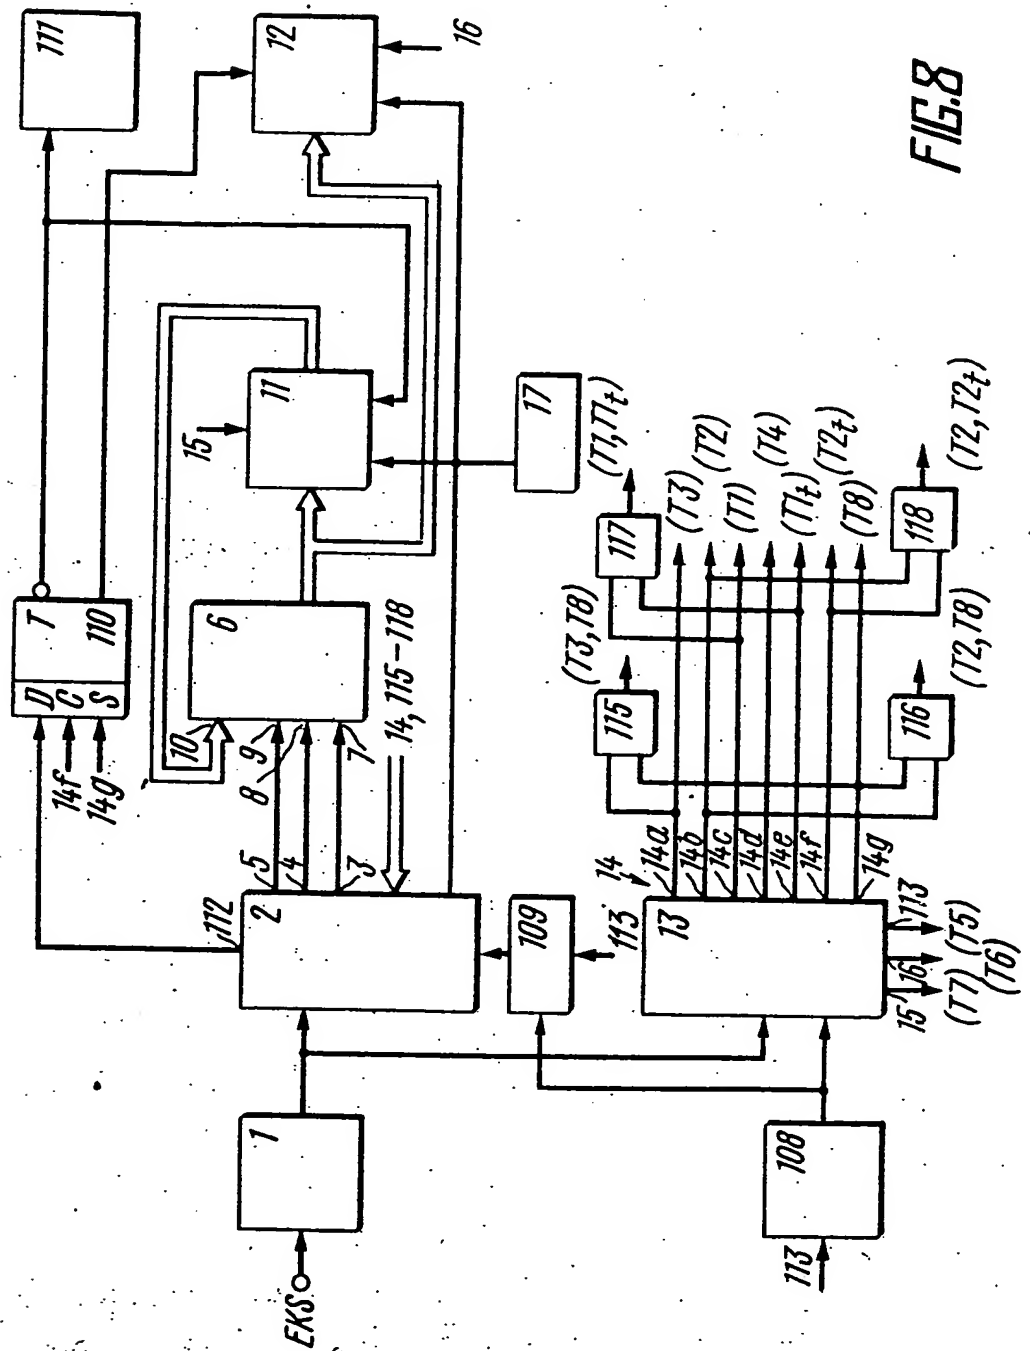 111
12
16
T
D
C
S
110
14f
14g
11
15
17
6
10
9
8
7
14, 115-118
112
5
4
3
2
109
113
1
EKS
108
113
13
14
14a
14b
14c
14d
14e
14f
14g
113
16
15
(T5)
(T6)
(T7)
115
(T3,T8)
116
(T2,T8)
117
(T1,T1t)
118
(T2,T2t)
(T3)
(T2)
(T1)
(T4)
(T1t)
(T2t)
(T8)
FIG.8